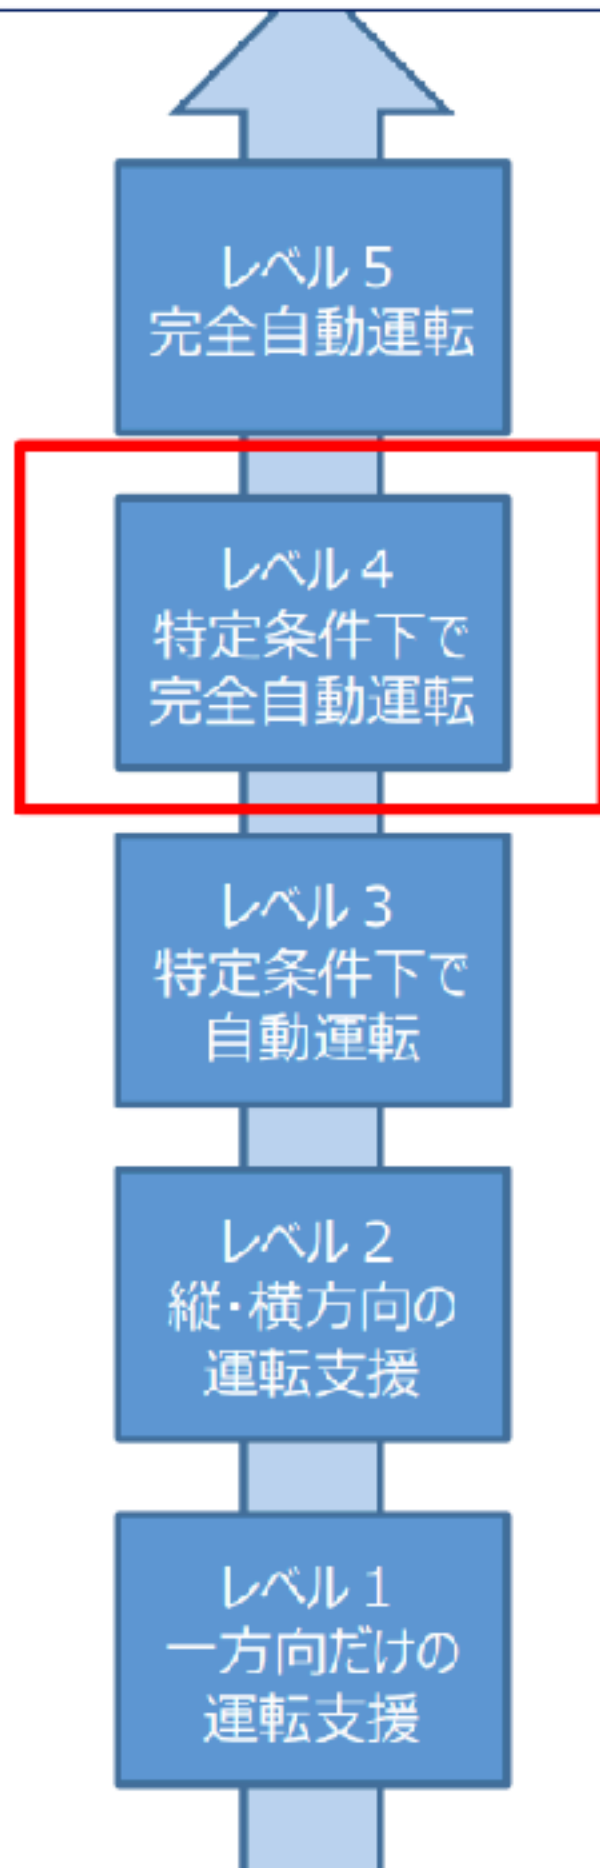 レベル５
完全自動運転
レベル４
特定条件下で
完全自動運転
レベル３
特定条件下で
自動運転
レベル２
縦・横方向の
運転支援
レベル１
一方向だけの
運転支援